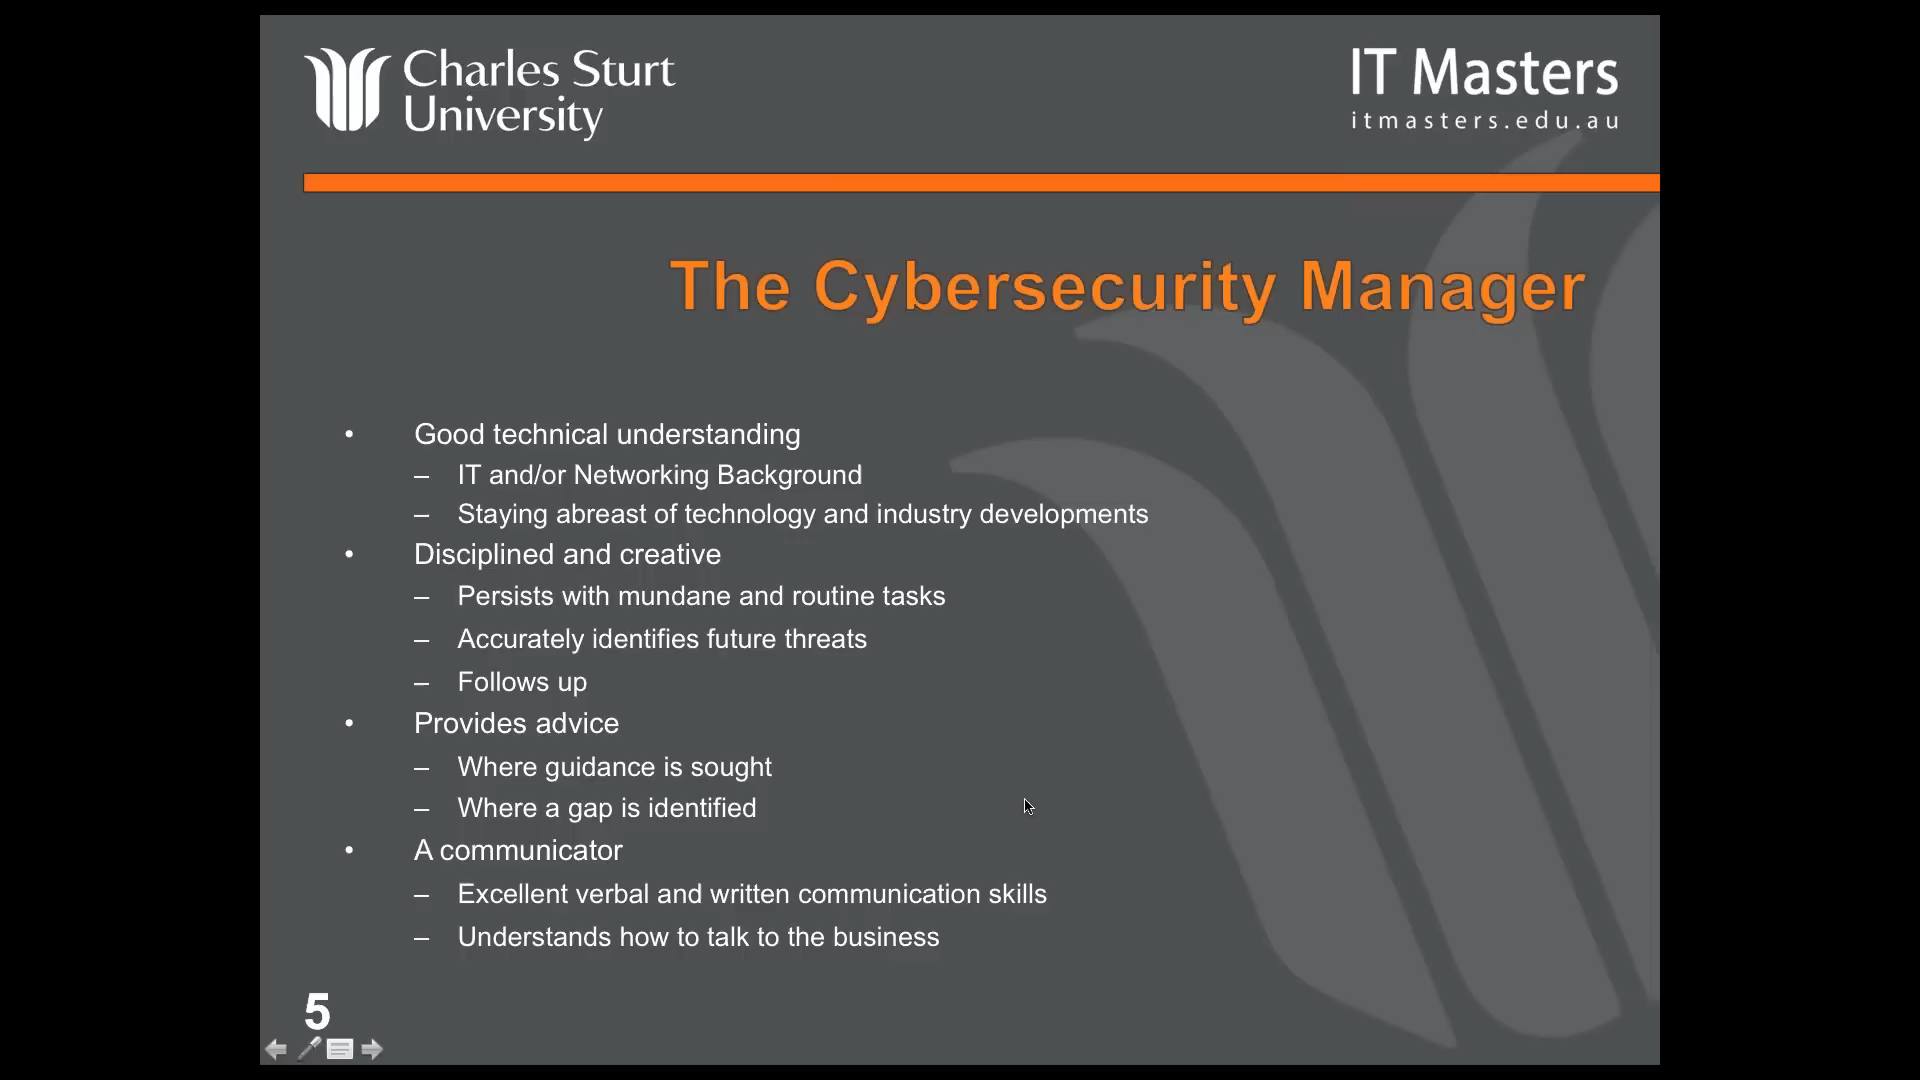 Charles Sturt
University
IT Masters
itmasters.edu.au
The Cybersecurity Manager
• Good technical understanding
– IT and/or Networking Background
– Staying abreast of technology and industry developments
• Disciplined and creative
– Persists with mundane and routine tasks
– Accurately identifies future threats
– Follows up
• Provides advice
– Where guidance is sought
– Where a gap is identified
• A communicator
– Excellent verbal and written communication skills
– Understands how to talk to the business
5